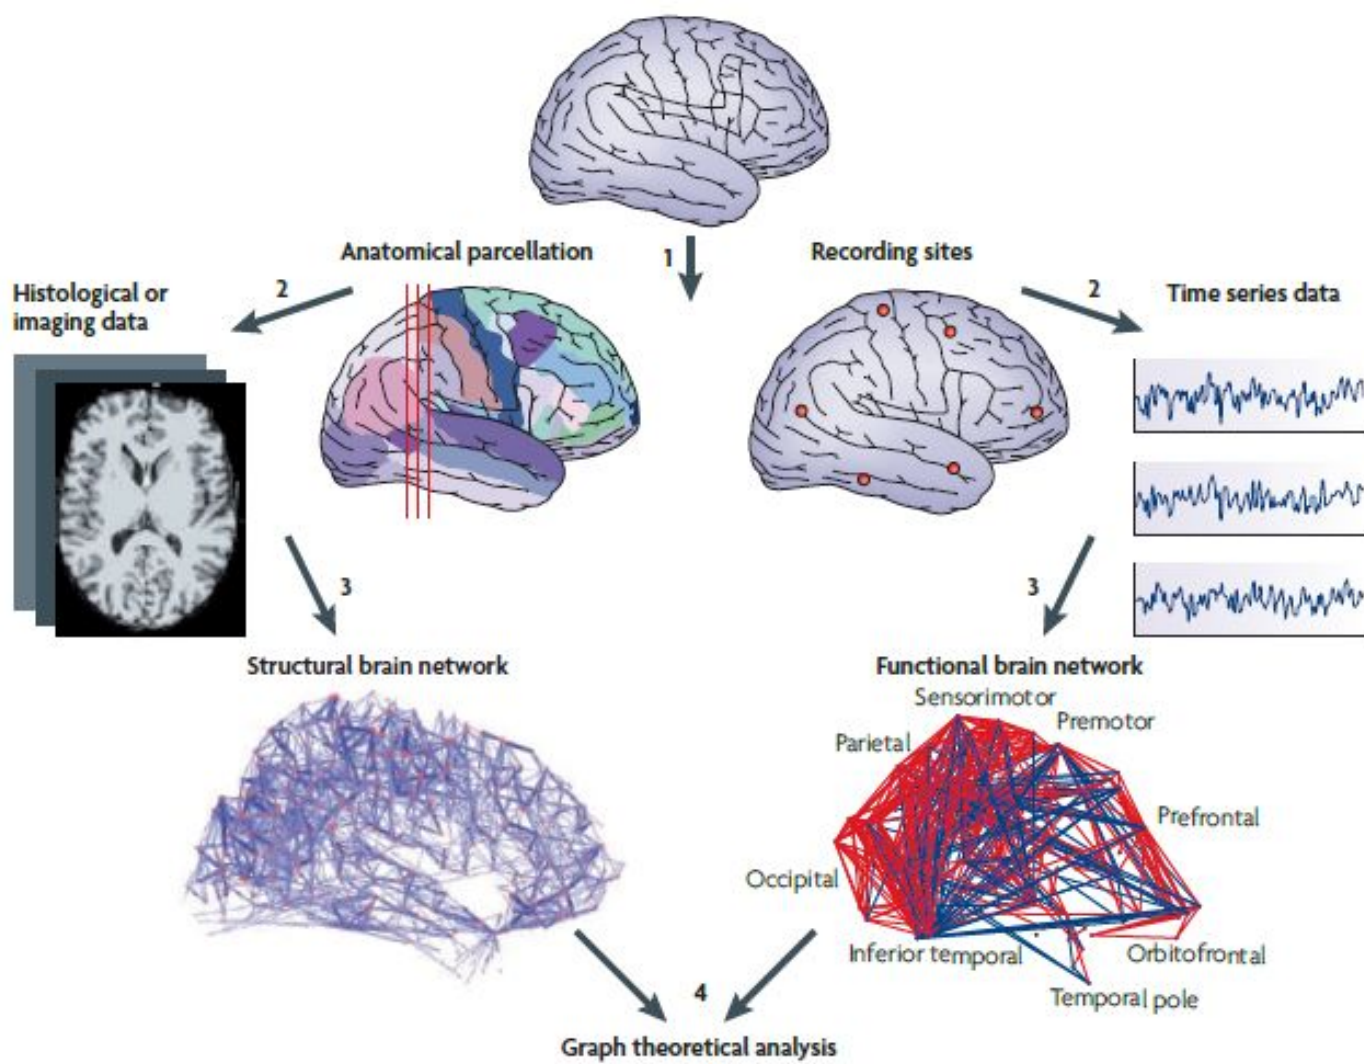 Anatomical parcellation
1
Recording sites
Histological or
imaging data
2
2
Time series data
3
3
Structural brain network
Functional brain network
Sensorimotor
Premotor
Parietal
Prefrontal
Occipital
Inferior temporal
Orbitofrontal
Temporal pole
4
Graph theoretical analysis